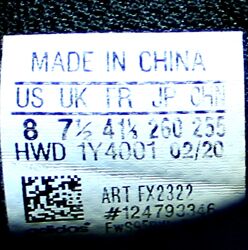 MADE IN CHINA
US UK FR JP CHN
8 7½ 41⅓ 260 255
HWD 1Y4001 02/20
ART FX2322
#124793346
adidas